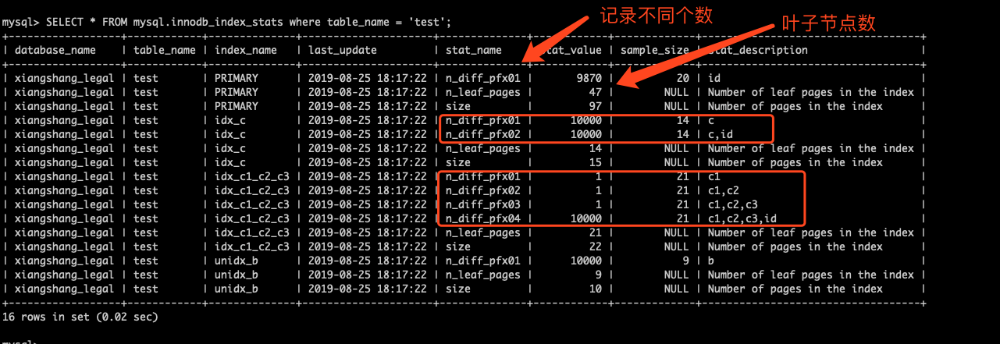 记录不同个数
叶子节点数
mysql> SELECT * FROM mysql.innodb_index_stats where table_name = 'test';
+-----------------+------------+--------------+---------------------+--------------+------------+-------------+-----------------------------------+
| database_name | table_name | index_name | last_update | stat_name | stat_value | sample_size | stat_description |
+-----------------+------------+--------------+---------------------+--------------+------------+-------------+-----------------------------------+
| xiangshang_legal | test | PRIMARY | 2019-08-25 18:17:22 | n_diff_pfx01 | 9870 | 20 | id |
| xiangshang_legal | test | PRIMARY | 2019-08-25 18:17:22 | n_leaf_pages | 47 | NULL | Number of leaf pages in the index |
| xiangshang_legal | test | PRIMARY | 2019-08-25 18:17:22 | size | 97 | NULL | Number of pages in the index |
| xiangshang_legal | test | idx_c | 2019-08-25 18:17:22 | n_diff_pfx01 | 10000 | 14 | c |
| xiangshang_legal | test | idx_c | 2019-08-25 18:17:22 | n_diff_pfx02 | 10000 | 14 | c,id |
| xiangshang_legal | test | idx_c | 2019-08-25 18:17:22 | n_leaf_pages | 14 | NULL | Number of leaf pages in the index |
| xiangshang_legal | test | idx_c | 2019-08-25 18:17:22 | size | 15 | NULL | Number of pages in the index |
| xiangshang_legal | test | idx_c1_c2_c3 | 2019-08-25 18:17:22 | n_diff_pfx01 | 1 | 21 | c1 |
| xiangshang_legal | test | idx_c1_c2_c3 | 2019-08-25 18:17:22 | n_diff_pfx02 | 1 | 21 | c1,c2 |
| xiangshang_legal | test | idx_c1_c2_c3 | 2019-08-25 18:17:22 | n_diff_pfx03 | 1 | 21 | c1,c2,c3 |
| xiangshang_legal | test | idx_c1_c2_c3 | 2019-08-25 18:17:22 | n_diff_pfx04 | 10000 | 21 | c1,c2,c3,id |
| xiangshang_legal | test | idx_c1_c2_c3 | 2019-08-25 18:17:22 | n_leaf_pages | 21 | NULL | Number of leaf pages in the index |
| xiangshang_legal | test | idx_c1_c2_c3 | 2019-08-25 18:17:22 | size | 22 | NULL | Number of pages in the index |
| xiangshang_legal | test | unidx_b | 2019-08-25 18:17:22 | n_diff_pfx01 | 10000 | 9 | b |
| xiangshang_legal | test | unidx_b | 2019-08-25 18:17:22 | n_leaf_pages | 9 | NULL | Number of leaf pages in the index |
| xiangshang_legal | test | unidx_b | 2019-08-25 18:17:22 | size | 10 | NULL | Number of pages in the index |
+-----------------+------------+--------------+---------------------+--------------+------------+-------------+-----------------------------------+
16 rows in set (0.02 sec)
mysql>